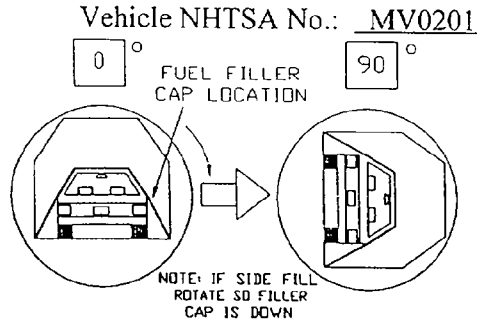 Vehicle NHTSA No.: MV0201
0 °
90 °
FUEL FILLER
CAP LOCATION
NOTE: IF SIDE FILL
ROTATE SO FILLER
CAP IS DOWN